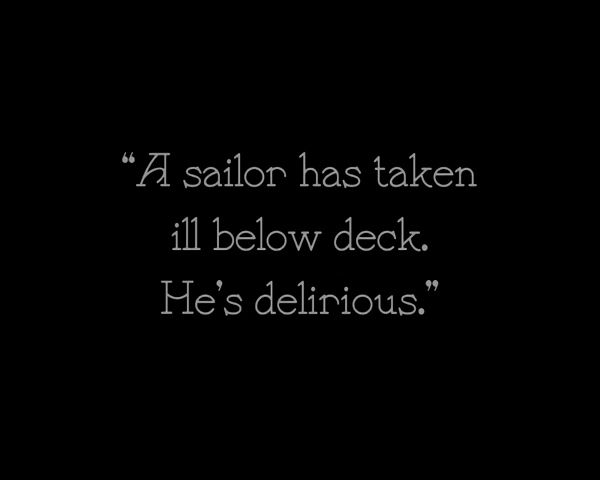 “A sailor has taken
ill below deck.
He’s delirious.”